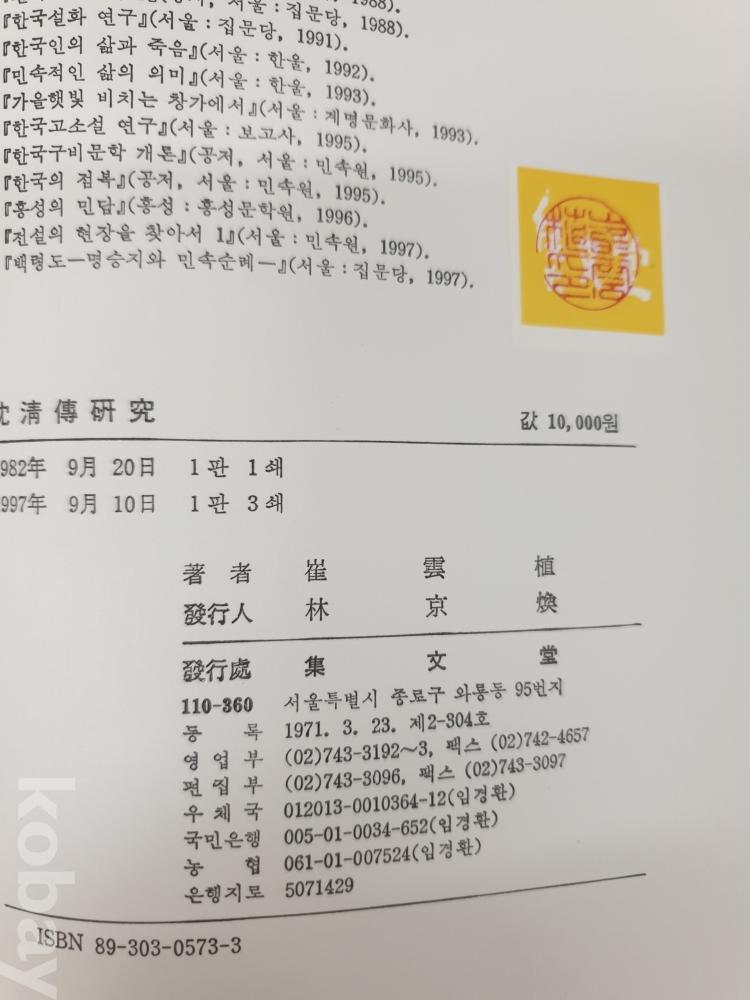 서울 : 집문당, 1988).
『한국설화 연구』(서울 : 집문당, 1991).
『한국인의 삶과 죽음』(서울 : 한울, 1992).
『민속적인 삶의 의미』(서울 : 한울, 1993).
『가을햇빛 비치는 창가에서』(서울 : 계명문화사, 1993).
『한국고소설 연구』(서울 : 보고사, 1995).
『한국구비문학 개론』(공저, 서울 : 민속원, 1995).
『한국의 점복』(공저, 서울 : 민속원, 1995).
『홍성의 민담』(홍성 : 홍성문학원, 1996).
『전설의 현장을 찾아서 1』(서울 : 민속원, 1997).
『백령도―명승지와 민속순례―』(서울 : 집문당, 1997).
沈淸傳硏究
값 10,000원
982年 9月 20日 1판 1쇄
997年 9月 10日 1판 3쇄
著者 崔雲植
發行人 林京煥
發行處 集文堂
110-360 서울특별시 종로구 와룡동 95번지
등록 1971. 3. 23. 제2-304호
영업부 (02)743-3192~3, 팩스 (02)742-4657
편집부 (02)743-3096, 팩스 (02)743-3097
우체국 012013-0010364-12(임경환)
국민은행 005-01-0034-652(임경환)
농협 061-01-007524(임경환)
은행지로 5071429
ISBN 89-303-0573-3
kobay